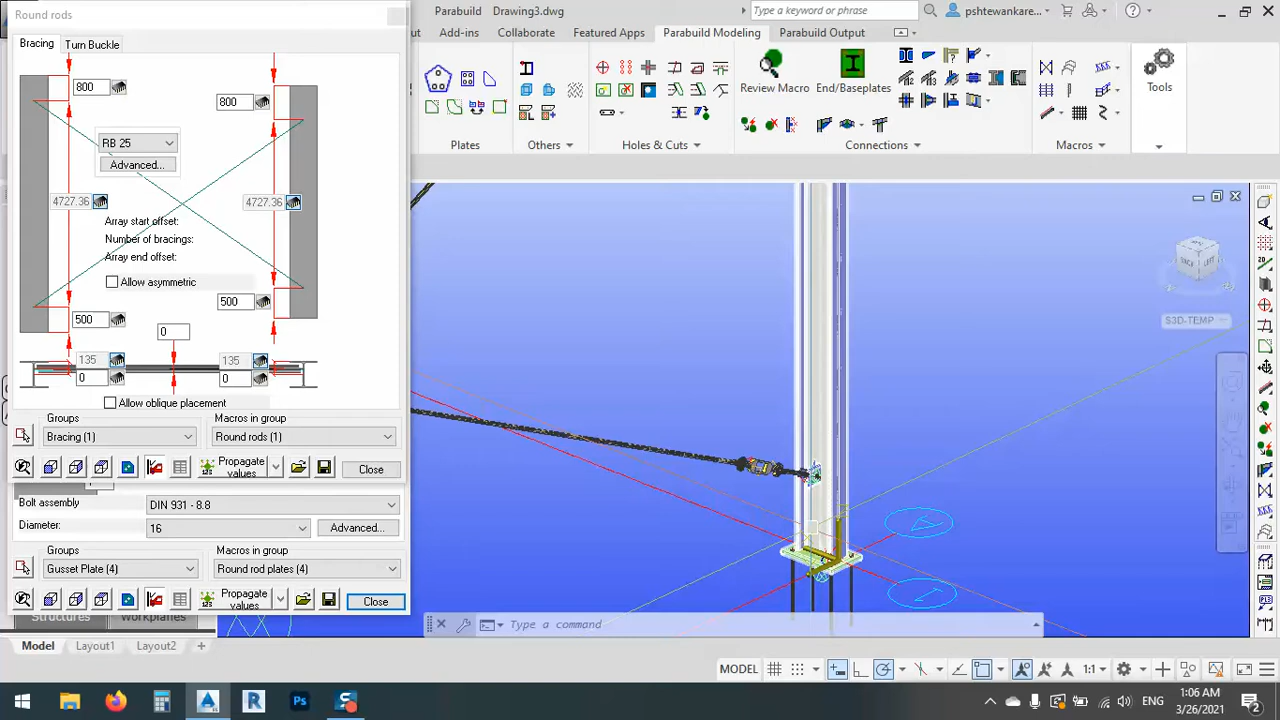 Round rods
Parabuild
Drawing3.dwg
Type a keyword or phrase
pshtewankare...
Bracing
Turn Buckle
ut
Add-ins
Collaborate
Featured Apps
Parabuild Modeling
Parabuild Output
Review Macro
End/Baseplates
Tools
Plates
Others
Holes & Cuts
Connections
Macros
800
800
RB 25
Advanced...
4727.36
4727.36
Array start offset:
Number of bracings:
Array end offset:
Allow asymmetric
500
500
0
135
135
0
0
Allow oblique placement
Groups
Macros in group
Bracing (1)
Round rods (1)
Propagate values
Close
Bolt assembly
DIN 931 - 8.8
Diameter:
16
Advanced...
Groups
Macros in group
Gusset Plate (4)
Round rod plates (4)
Propagate values
Close
Structures
Workplanes
BACK
LEFT
S3D-TEMP
A
1
Type a command
Model
Layout1
Layout2
+
MODEL
1:1
ENG
1:06 AM
3/26/2021
2